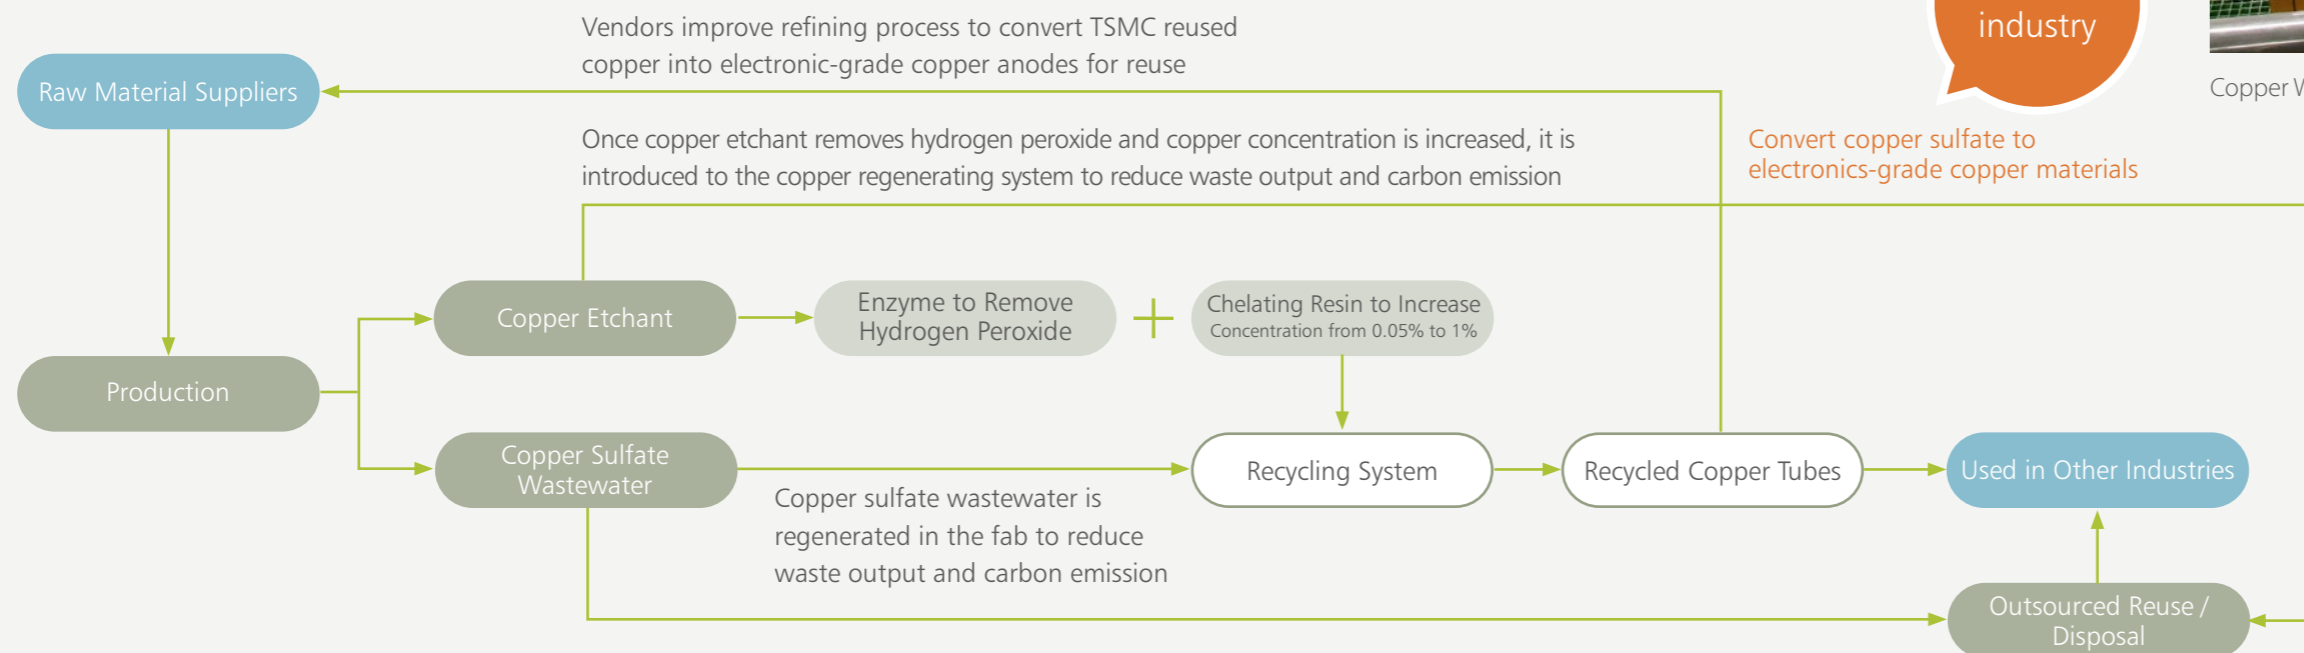 Vendors improve refining process to convert TSMC reused
copper into electronic-grade copper anodes for reuse
industry
Raw Material Suppliers
Copper
Once copper etchant removes hydrogen peroxide and copper concentration is increased, it is
introduced to the copper regenerating system to reduce waste output and carbon emission
Convert copper sulfate to
electronics-grade copper materials
Copper Etchant
Enzyme to Remove
Hydrogen Peroxide
+
Chelating Resin to Increase
Concentration from 0.05% to 1%
Production
Copper Sulfate
Wastewater
Recycling System
Recycled Copper Tubes
Used in Other Industries
Copper sulfate wastewater is
regenerated in the fab to reduce
waste output and carbon emission
Outsourced Reuse /
Disposal